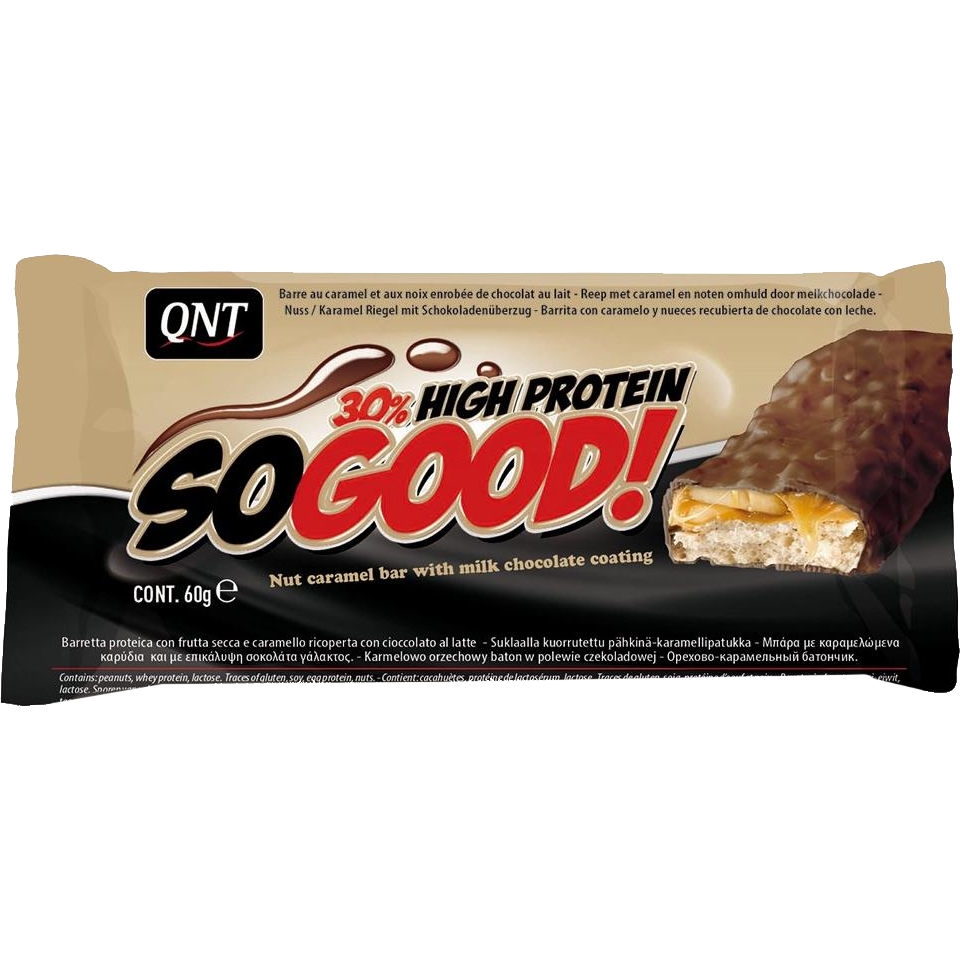 QNT
Barre au caramel et aux noix enrobée de chocolat au lait - Reep met caramel en noten omhuld door melkchocolade -
Nuss / Karamel Riegel mit Schokoladenüberzug - Barrita con caramelo y nueces recubierta de chocolate con leche.
30% HIGH PROTEIN
SOGOOD!
Nut caramel bar with milk chocolate coating
CONT. 60g e
Barretta proteica con frutta secca e caramello ricoperta con cioccolato al latte - Suklaalla kuorrutettu pähkinä-karamellipatukka - Μπάρα με καραμελώμενα
καρύδια και με επικάλυψη σοκολάτα γάλακτος. - Karmelowo orzechowy baton w polewie czekoladowej - Орехово-карамельный батончик.
Contains: peanuts, whey protein, lactose. Traces of gluten, soy, egg protein, nuts. - Contient: cacahuètes, protéine de lactosérum, lactose. Traces de gluten,
lactose.